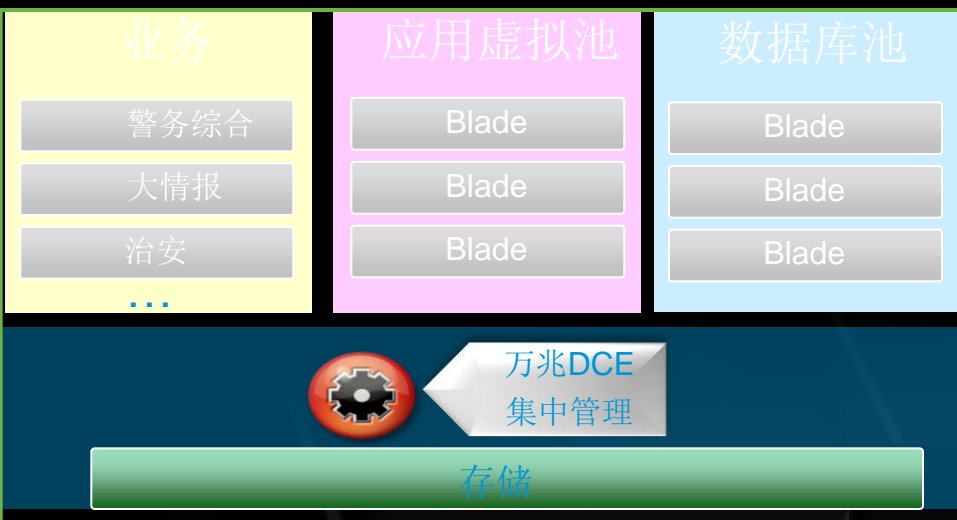 业务
警务综合
大情报
治安
...
应用虚拟池
Blade
Blade
Blade
数据库池
Blade
Blade
Blade
万兆DCE
集中管理
存储